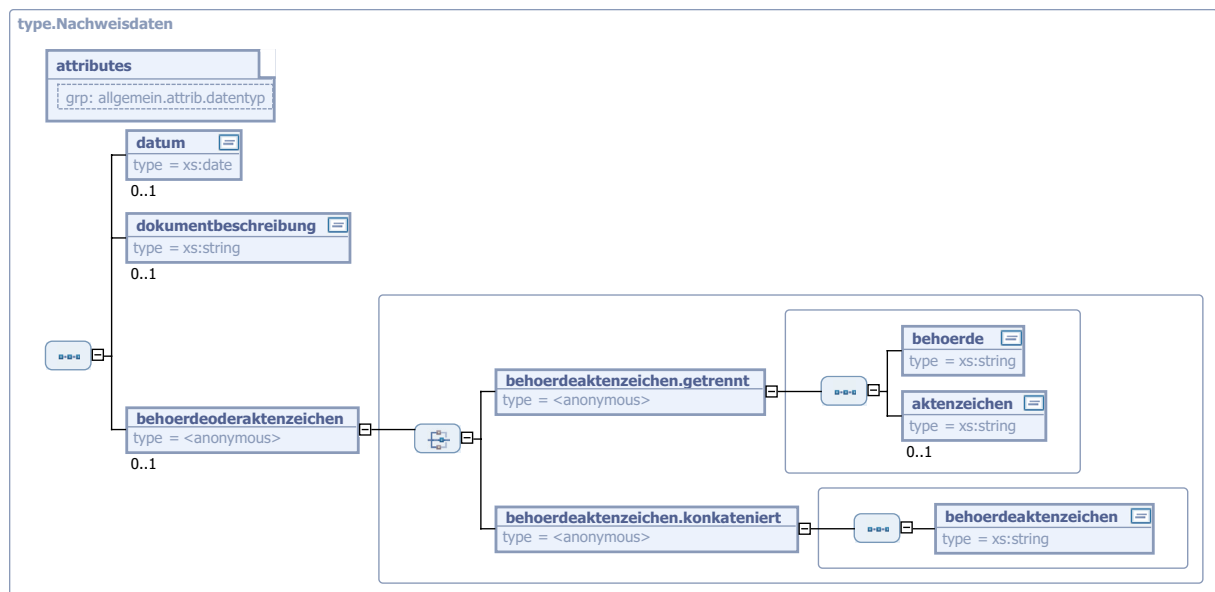 type.Nachweisdaten
attributes
grp: allgemein.attrib.datentyp
datum
type = xs:date
0..1
dokumentbeschreibung
type = xs:string
0..1
behoerdeoderaktenzeichen
type = <anonymous>
0..1
behoerdeaktenzeichen.getrennt
type = <anonymous>
behoerde
type = xs:string
aktenzeichen
type = xs:string
0..1
behoerdeaktenzeichen.konkateniert
type = <anonymous>
behoerdeaktenzeichen
type = xs:string